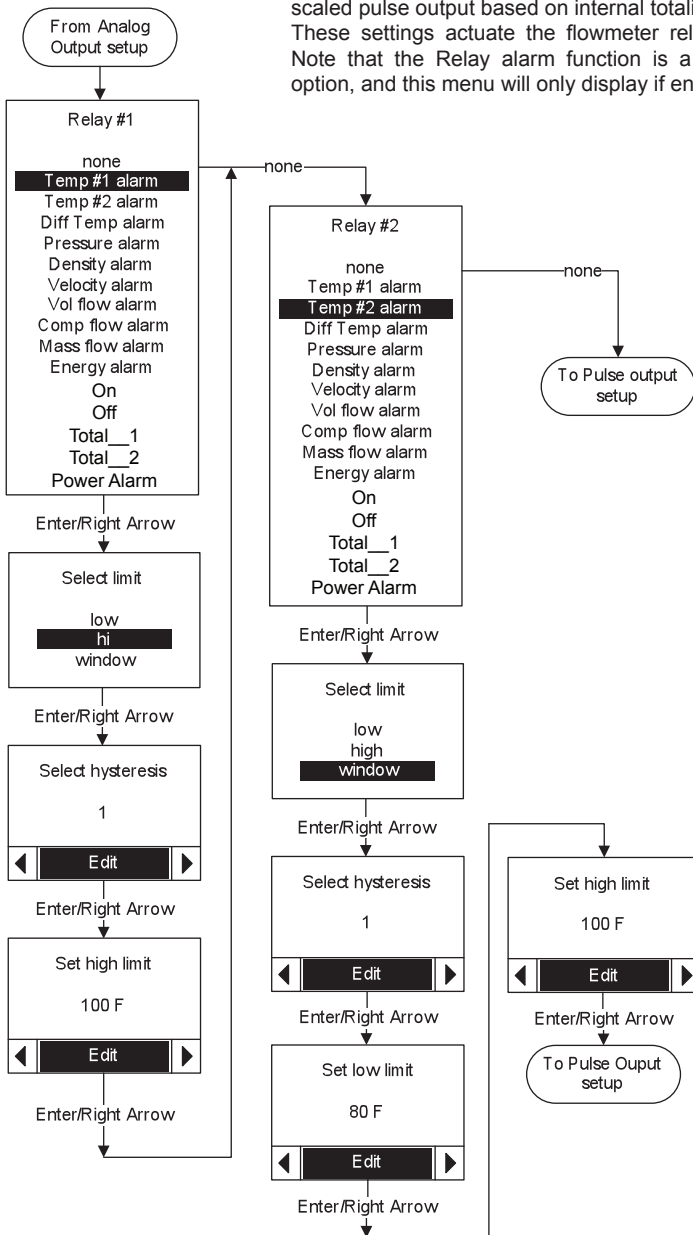 scaled pulse output based on internal totali
These settings actuate the flowmeter rel
Note that the Relay alarm function is a
option, and this menu will only display if en
From Analog
Output setup
Relay #1
none
Temp #1 alarm
Temp #2 alarm
Diff Temp alarm
Pressure alarm
Density alarm
Velocity alarm
Vol flow alarm
Comp flow alarm
Mass flow alarm
Energy alarm
On
Off
Total__1
Total__2
Power Alarm
Enter/Right Arrow
Select limit
low
hi
window
Enter/Right Arrow
Select hysteresis
1
Edit
Enter/Right Arrow
Set high limit
100 F
Edit
Enter/Right Arrow
none
Relay #2
none
Temp #1 alarm
Temp #2 alarm
Diff Temp alarm
Pressure alarm
Density alarm
Velocity alarm
Vol flow alarm
Comp flow alarm
Mass flow alarm
Energy alarm
On
Off
Total__1
Total__2
Power Alarm
Enter/Right Arrow
Select limit
low
high
window
Enter/Right Arrow
Select hysteresis
1
Edit
Enter/Right Arrow
Set low limit
80 F
Edit
Enter/Right Arrow
none
To Pulse output
setup
Set high limit
100 F
Edit
Enter/Right Arrow
To Pulse Ouput
setup